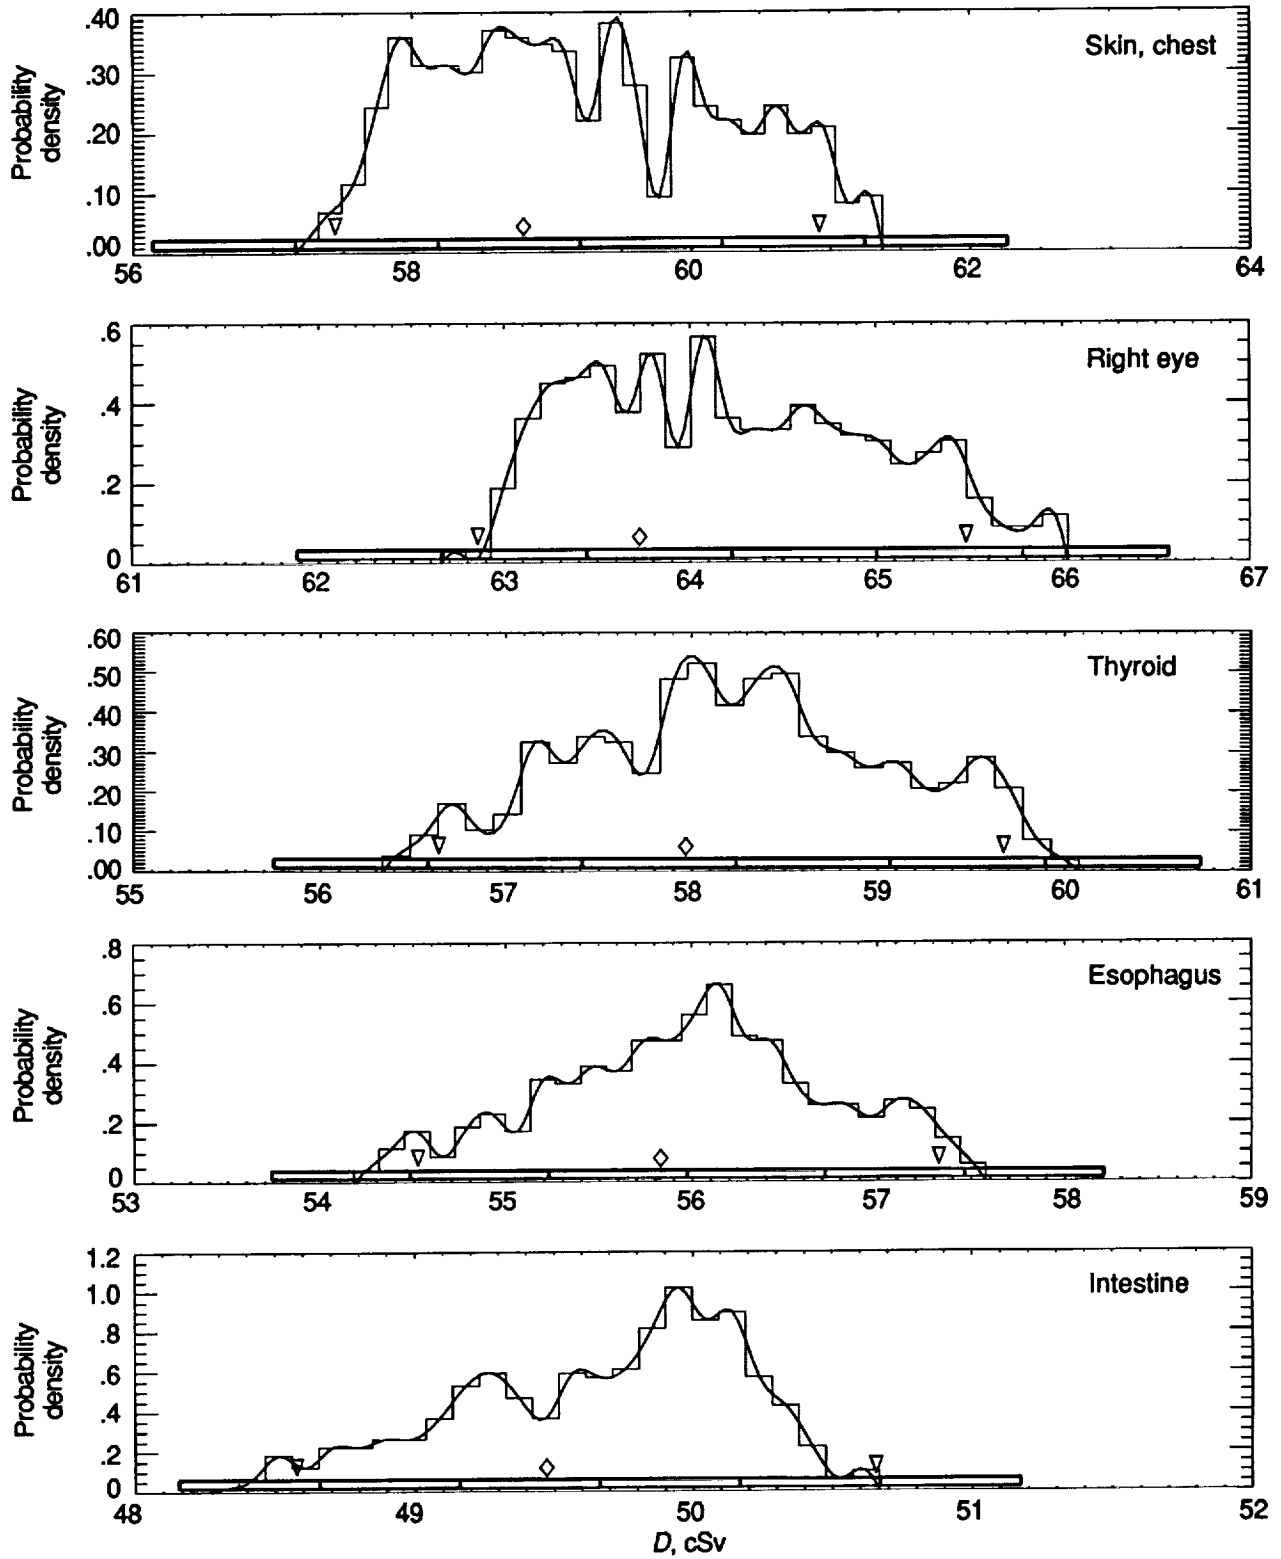 .40
.30
.20
.10
.00
Probability
density
Skin, chest
56 58 60 62 64
.6
.4
.2
0
Probability
density
Right eye
61 62 63 64 65 66 67
.60
.50
.40
.30
.20
.10
.00
Probability
density
Thyroid
55 56 57 58 59 60 61
.8
.6
.4
.2
0
Probability
density
Esophagus
53 54 55 56 57 58 59
1.2
1.0
.8
.6
.4
.2
0
Probability
density
Intestine
48 49 50 51 52
D, cSv